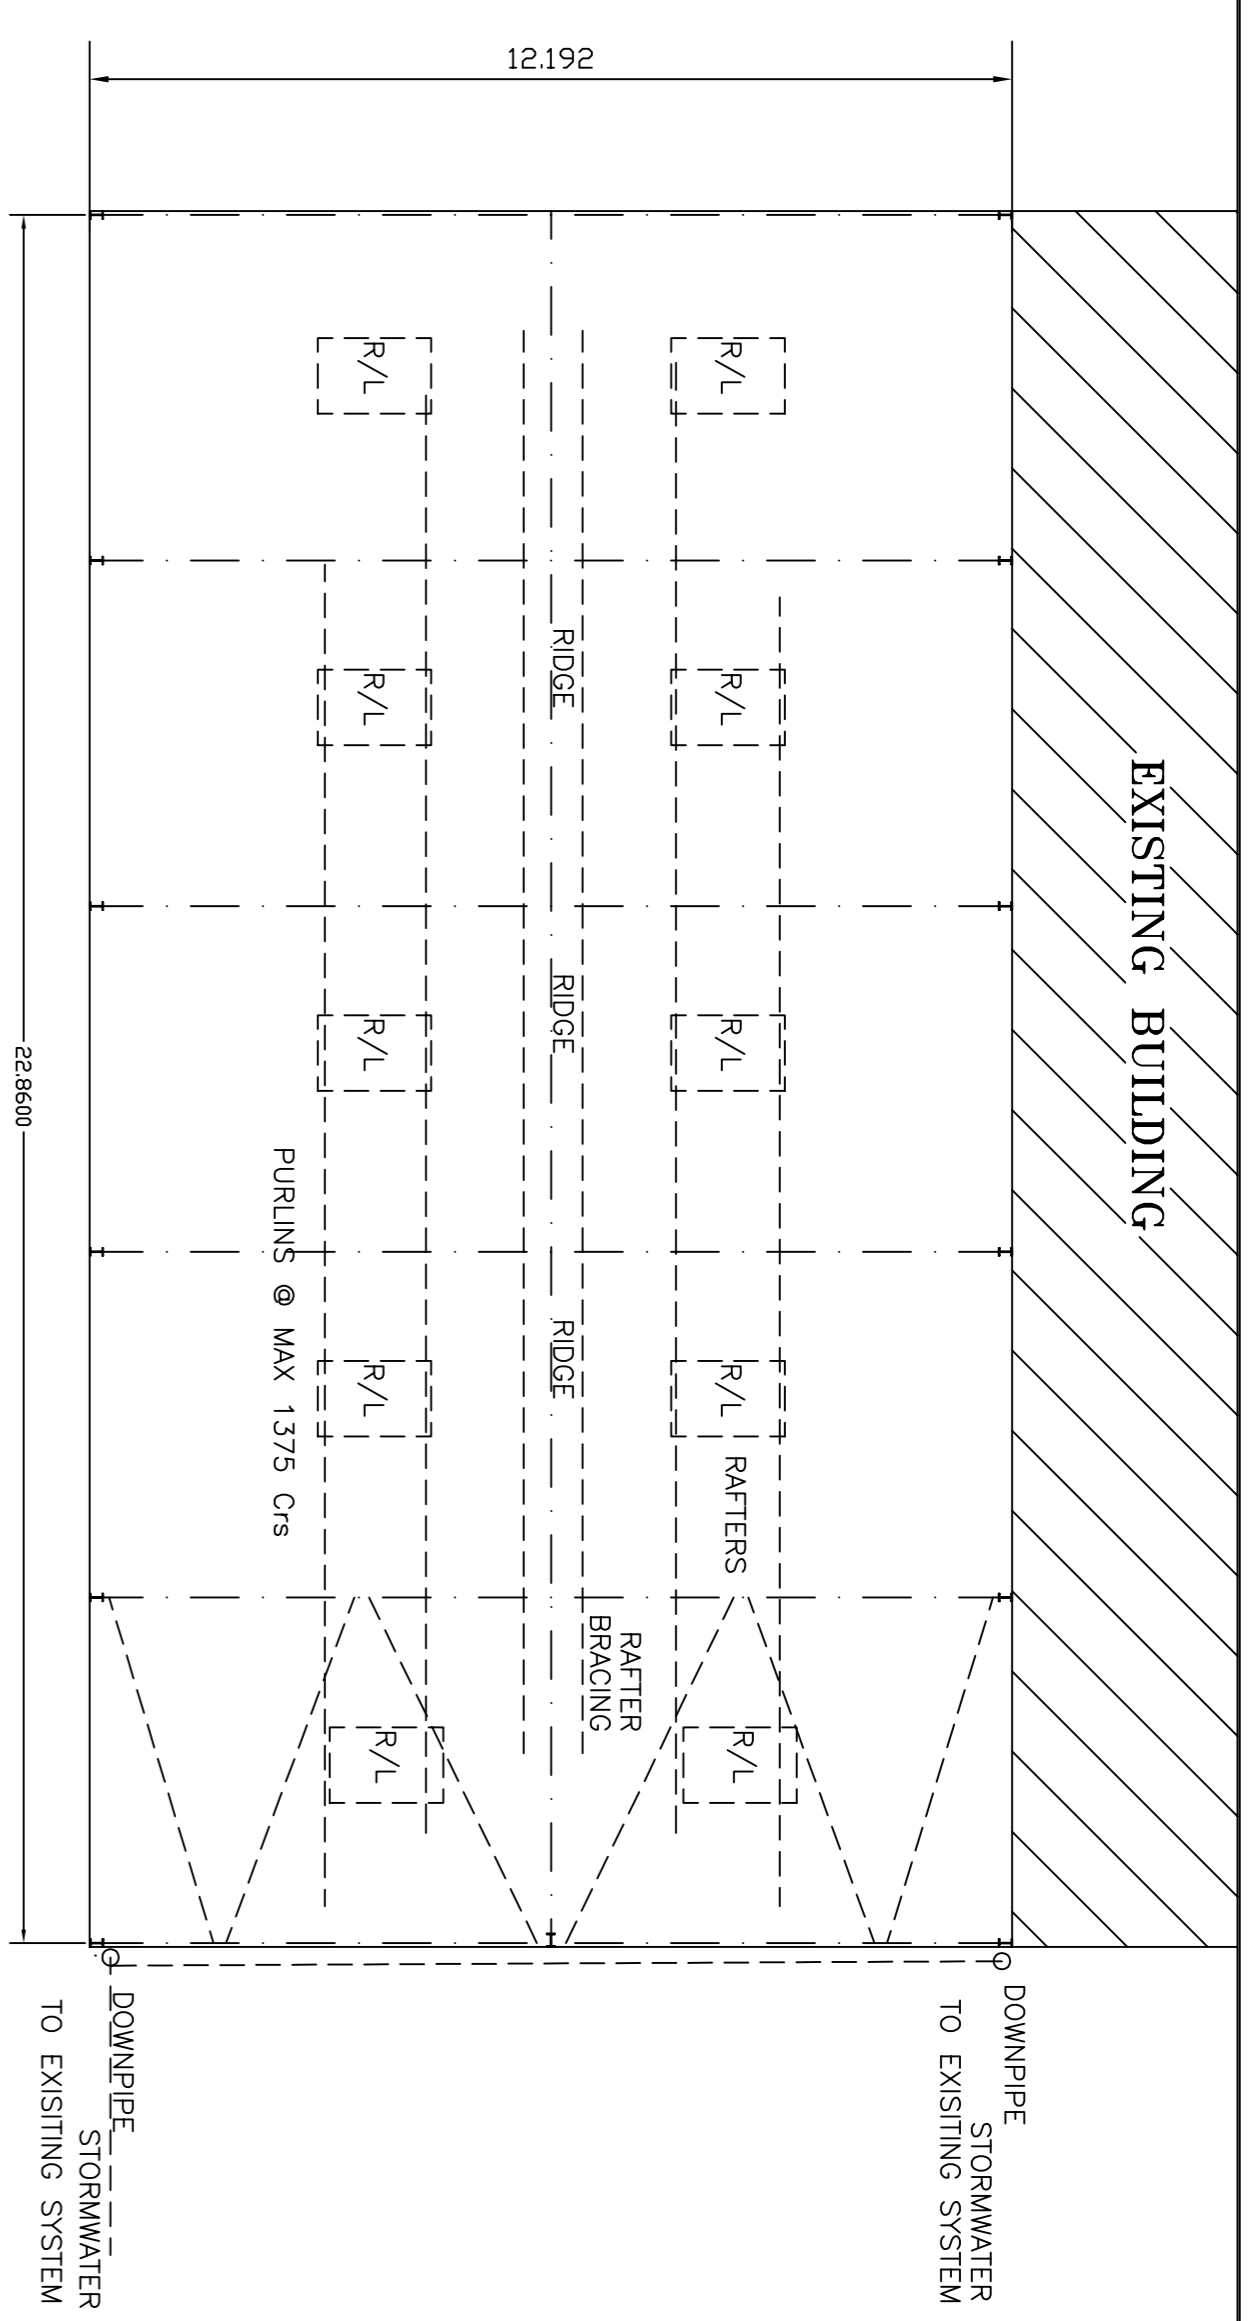 12.192
EXISTING BUILDING
R/L
R/L
R/L
R/L
R/L
RIDGE
RIDGE
RIDGE
RAFTERS
RAFTER
BRACING
R/L
R/L
R/L
R/L
R/L
PURLINS @ MAX 1375 Crs
22.8600
DOWNPIPE
STORMWATER
TO EXISITING SYSTEM
DOWNPIPE
STORMWATER
TO EXISITING SYSTEM